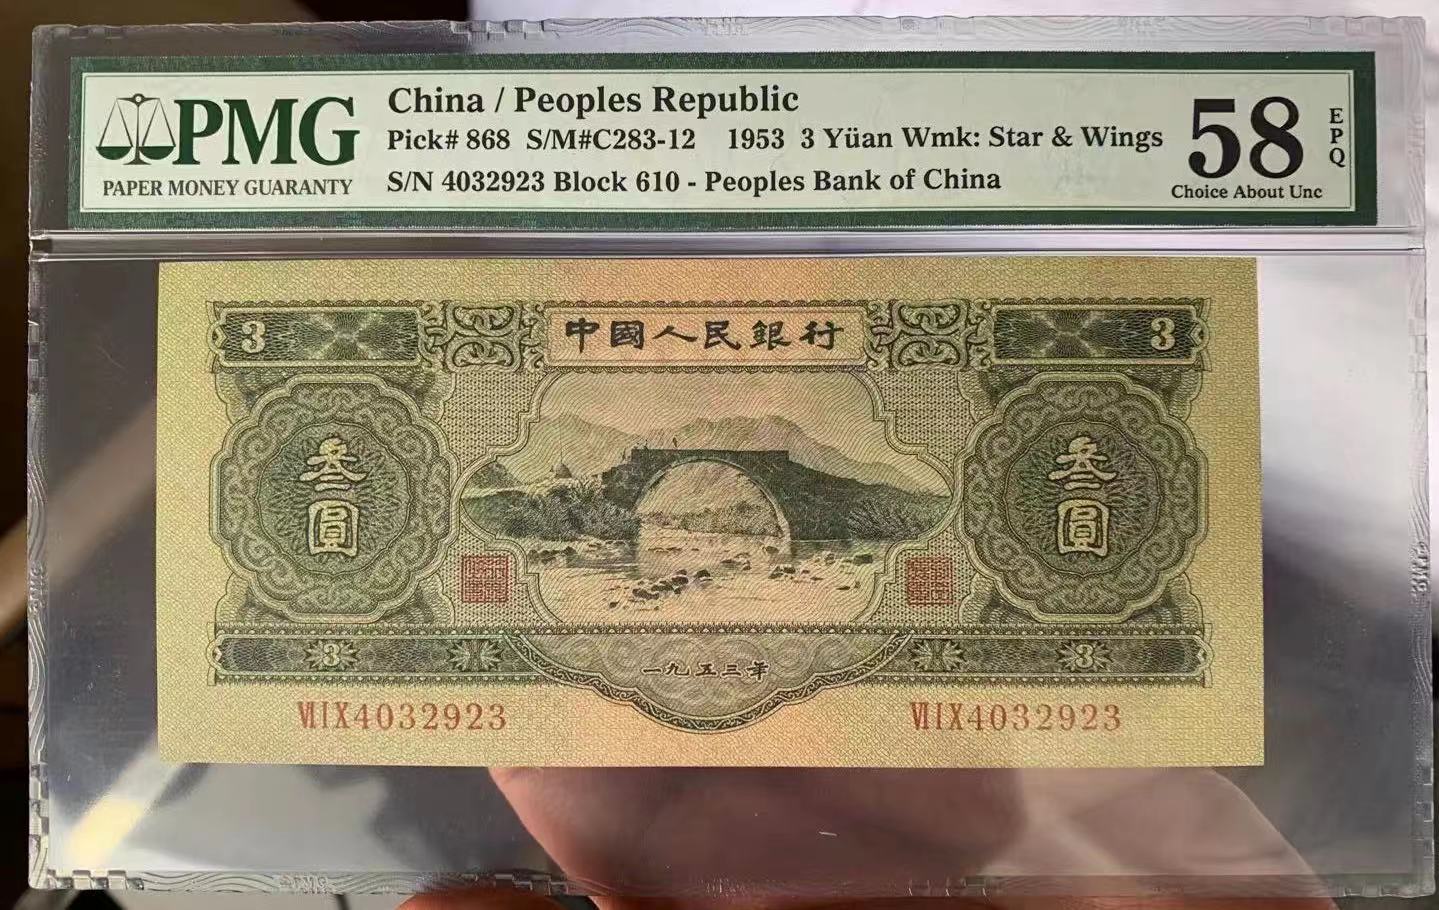 PMG
PAPER MONEY GUARANTY
China / Peoples Republic
Pick# 868 S/M#C283-12 1953 3 Yüan Wmk: Star & Wings
S/N 4032923 Block 610 - Peoples Bank of China
58
EPQ
Choice About Unc
3
中國人民銀行
3
叁圓
叁圓
3
一九五三年
3
ⅥⅠⅩ4032923
ⅥⅠⅩ4032923